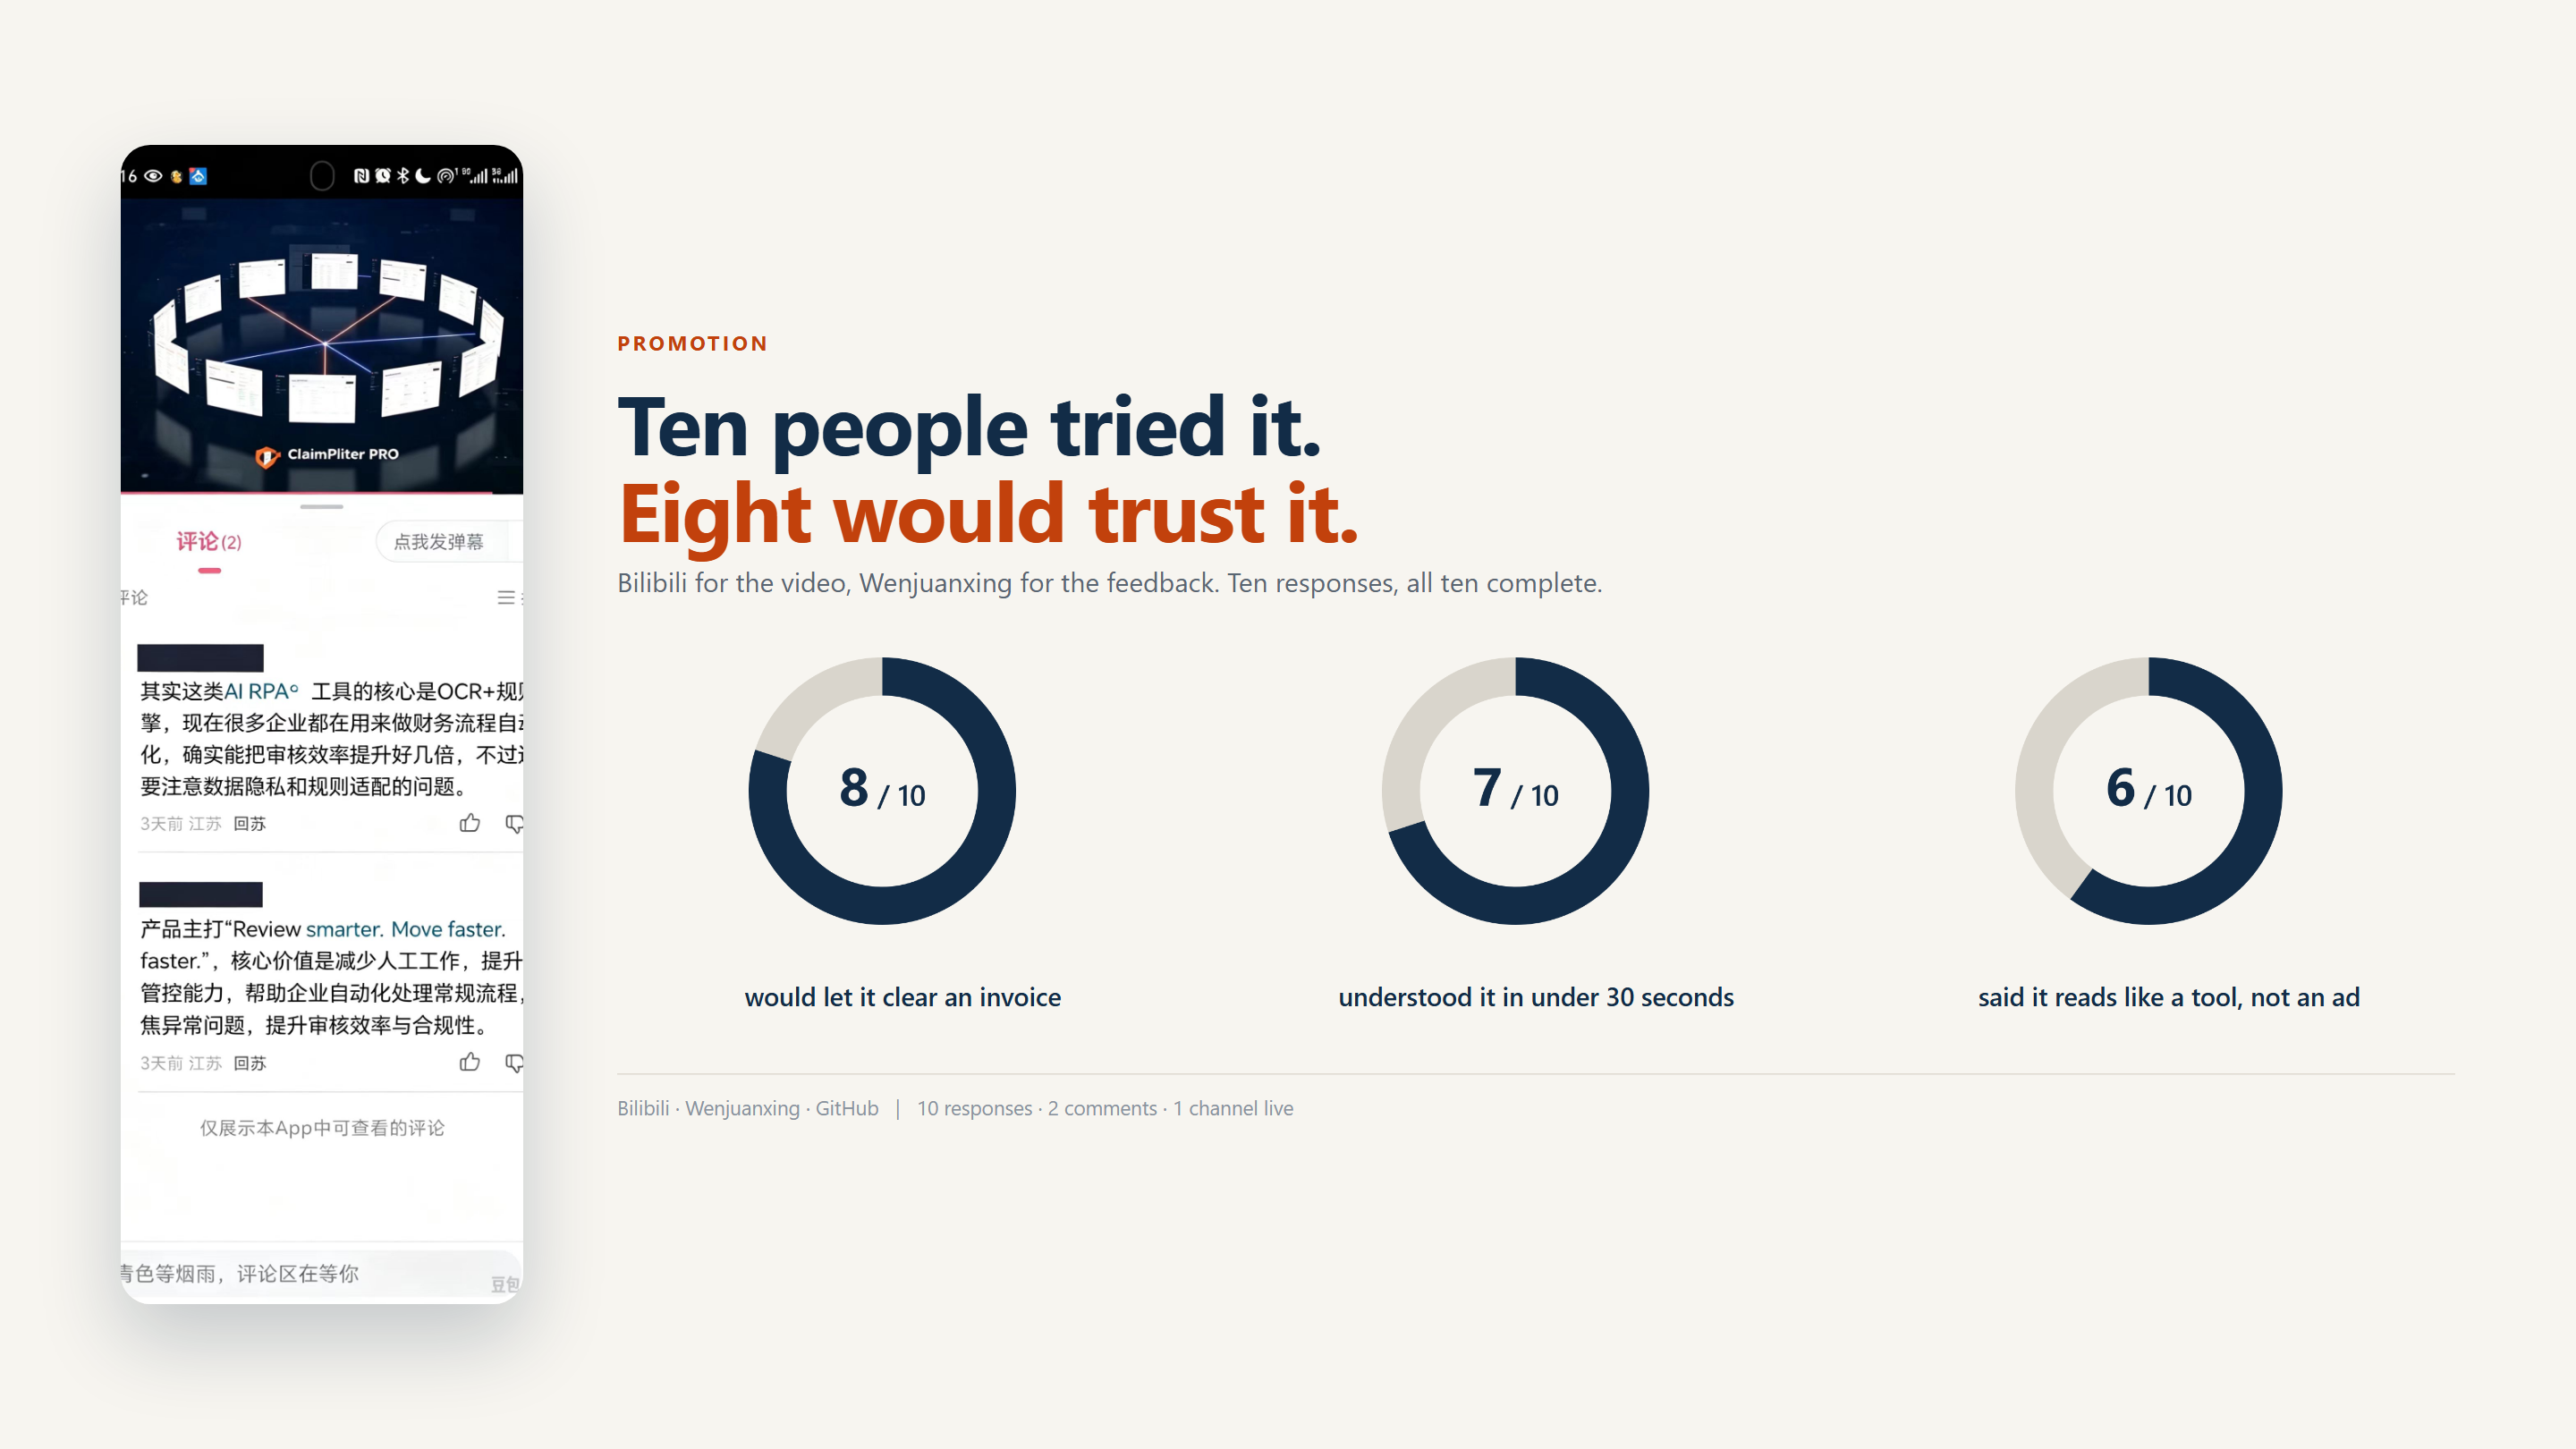 16
ClaimPliter PRO
评论(2)
点我发弹幕
评论
其实这类AI RPA 工具的核心是OCR+规则
擎，现在很多企业都在用来做财务流程自动
化，确实能把审核效率提升好几倍，不过还
要注意数据隐私和规则适配的问题。
3天前 江苏 回苏
产品主打“Review smarter. Move faster.
faster.”，核心价值是减少人工工作，提升
管控能力，帮助企业自动化处理常规流程，
焦异常问题，提升审核效率与合规性。
3天前 江苏 回苏
仅展示本App中可查看的评论
青色等烟雨，评论区在等你
豆包
PROMOTION
Ten people tried it.
Eight would trust it.
Bilibili for the video, Wenjuanxing for the feedback. Ten responses, all ten complete.
8 / 10
would let it clear an invoice
7 / 10
understood it in under 30 seconds
6 / 10
said it reads like a tool, not an ad
Bilibili · Wenjuanxing · GitHub | 10 responses · 2 comments · 1 channel live